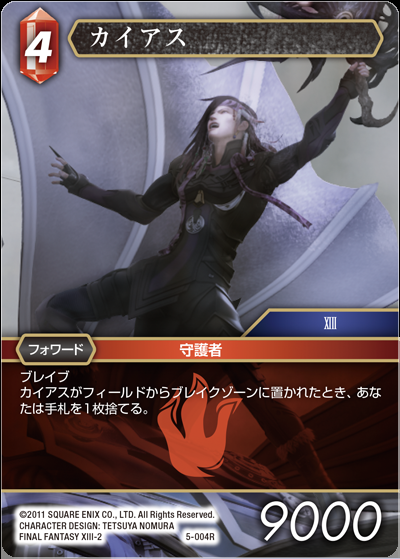 4
カイアス
XIII
フォワード
守護者
ブレイブ
カイアスがフィールドからブレイクゾーンに置かれたとき、あな
たは手札を1枚捨てる。
©2011 SQUARE ENIX CO., LTD. All Rights Reserved.
CHARACTER DESIGN: TETSUYA NOMURA
FINAL FANTASY XIII-2
5-004R
9000